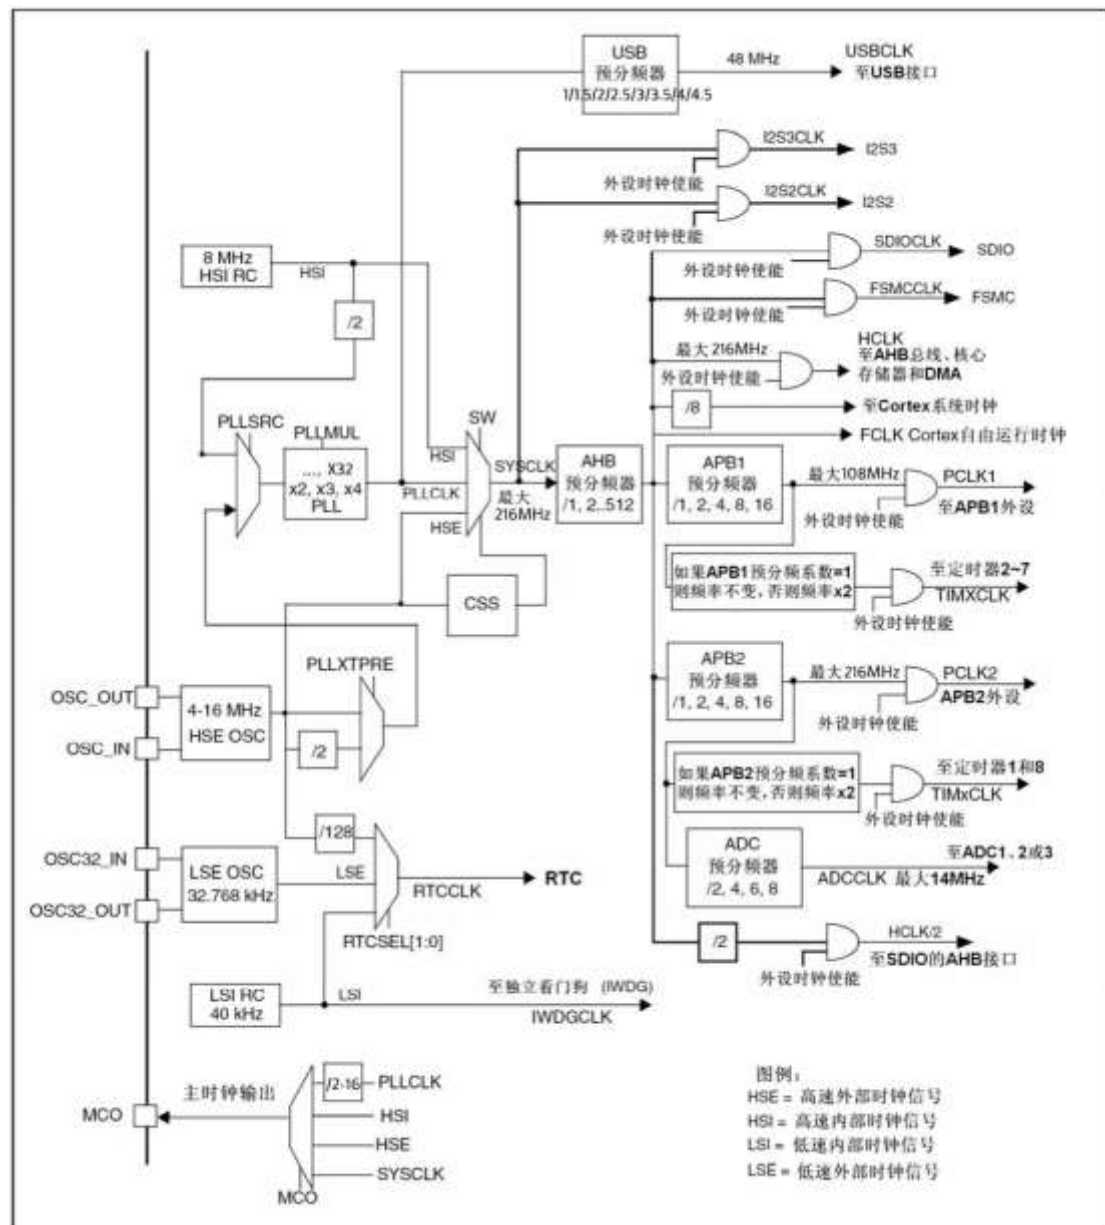 USB
预分频器
1/1.5/2/2.5/3/3.5/4/4.5
48 MHz
USBCLK
至USB接口
I2S3CLK
I2S3
外设时钟使能
I2S2CLK
I2S2
外设时钟使能
8 MHz
HSI RC
HSI
SDIOCLK
SDIO
外设时钟使能
FSMCCLK
FSMC
外设时钟使能
/2
最大216MHz
HCLK
至AHB总线、核心
存储器和DMA
外设时钟使能
/8
至Cortex系统时钟
FCLK Cortex自由运行时钟
PLLSRC
PLLMUL
..., X32
x2, x3, x4
PLL
SW
HSI
PLLCLK
HSE
SYSCLK
最大
216MHz
AHB
预分频器
/1, 2..512
APB1
预分频器
/1, 2, 4, 8, 16
最大108MHz
PCLK1
至APB1外设
外设时钟使能
CSS
如果APB1预分频系数=1
则频率不变，否则频率x2
至定时器2~7
TIMXCLK
外设时钟使能
PLLXTPRE
OSC_OUT
OSC_IN
4-16 MHz
HSE OSC
/2
APB2
预分频器
/1, 2, 4, 8, 16
最大216MHz
PCLK2
APB2外设
外设时钟使能
如果APB2预分频系数=1
则频率不变，否则频率x2
至定时器1和8
TIMxCLK
外设时钟使能
/128
OSC32_IN
OSC32_OUT
LSE OSC
32.768 kHz
LSE
RTCCLK
RTC
RTCSEL[1:0]
ADC
预分频器
/2, 4, 6, 8
至ADC1、2或3
ADCCLK 最大14MHz
/2
HCLK/2
至SDIO的AHB接口
外设时钟使能
LSI RC
40 kHz
LSI
至独立看门狗 (IWDG)
IWDGCLK
MCO
主时钟输出
/2-16
PLLCLK
HSI
HSE
SYSCLK
MCO
图例：
HSE = 高速外部时钟信号
HSI = 高速内部时钟信号
LSI = 低速内部时钟信号
LSE = 低速外部时钟信号